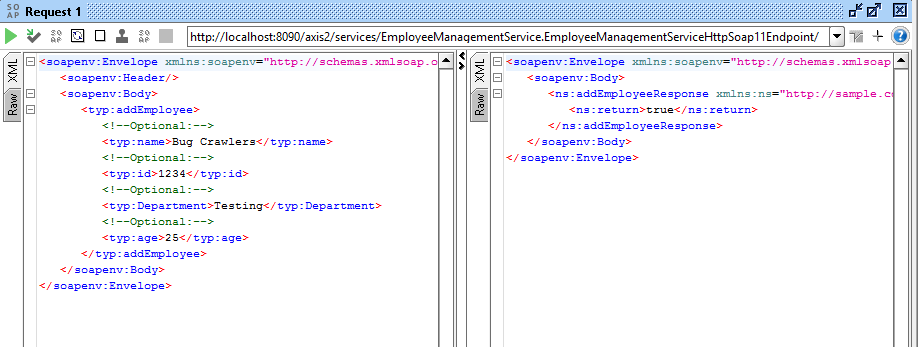 SO AP Request 1
http://localhost:8090/axis2/services/EmployeeManagementService.EmployeeManagementServiceHttpSoap11Endpoint/
XML
Raw
<soapenv:Envelope xmlns:soapenv="http://schemas.xmlsoap.o
<soapenv:Header/>
<soapenv:Body>
<typ:addEmployee>
<!--Optional:-->
<typ:name>Bug Crawlers</typ:name>
<!--Optional:-->
<typ:id>1234</typ:id>
<!--Optional:-->
<typ:Department>Testing</typ:Department>
<!--Optional:-->
<typ:age>25</typ:age>
</typ:addEmployee>
</soapenv:Body>
</soapenv:Envelope>
XML
Raw
<soapenv:Envelope xmlns:soapenv="http://schemas.xmlsoap
<soapenv:Body>
<ns:addEmployeeResponse xmlns:ns="http://sample.c
<ns:return>true</ns:return>
</ns:addEmployeeResponse>
</soapenv:Body>
</soapenv:Envelope>